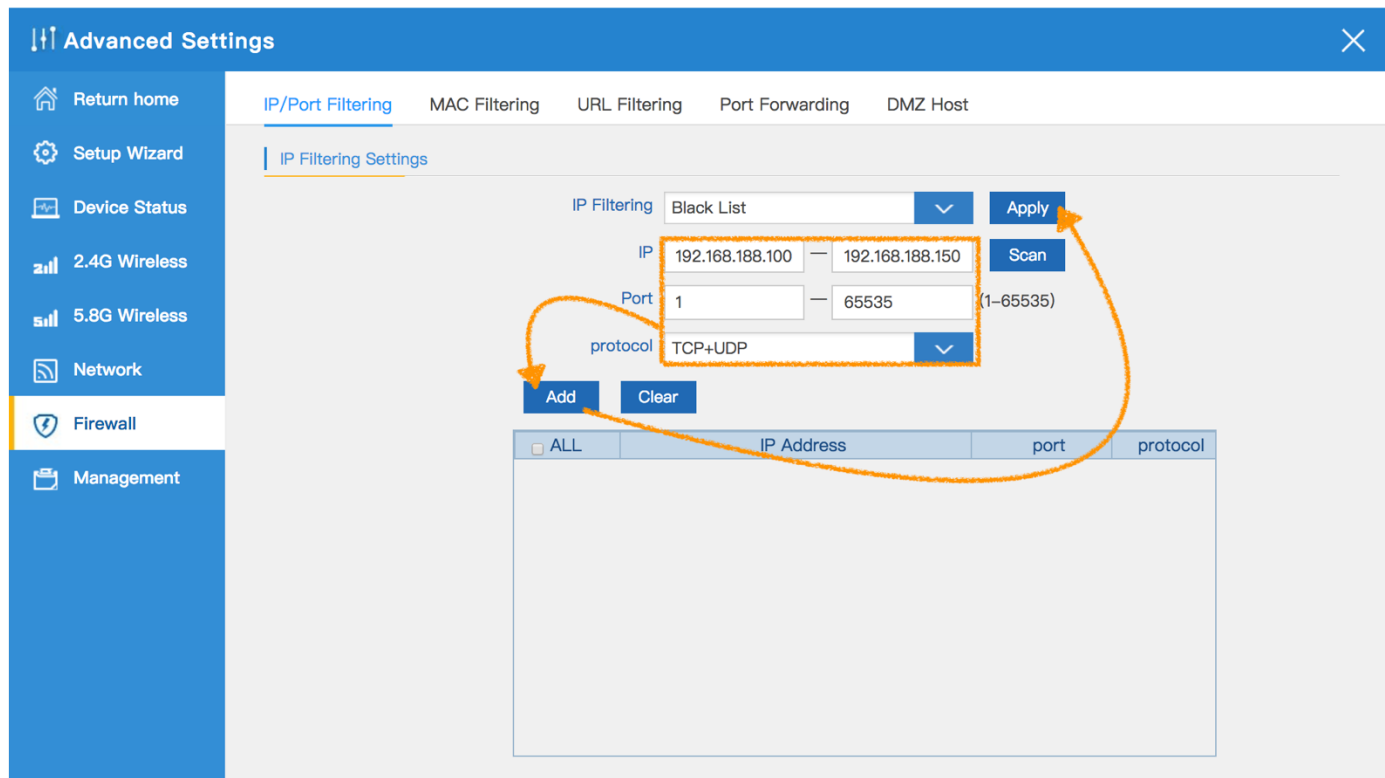 Advanced Settings
Return home
Setup Wizard
Device Status
2.4G Wireless
5.8G Wireless
Network
Firewall
Management
IP/Port Filtering MAC Filtering URL Filtering Port Forwarding DMZ Host
IP Filtering Settings
IP Filtering Black List Apply
IP 192.168.188.100 — 192.168.188.150 Scan
Port 1 — 65535 (1–65535)
protocol TCP+UDP
Add Clear
ALL IP Address port protocol